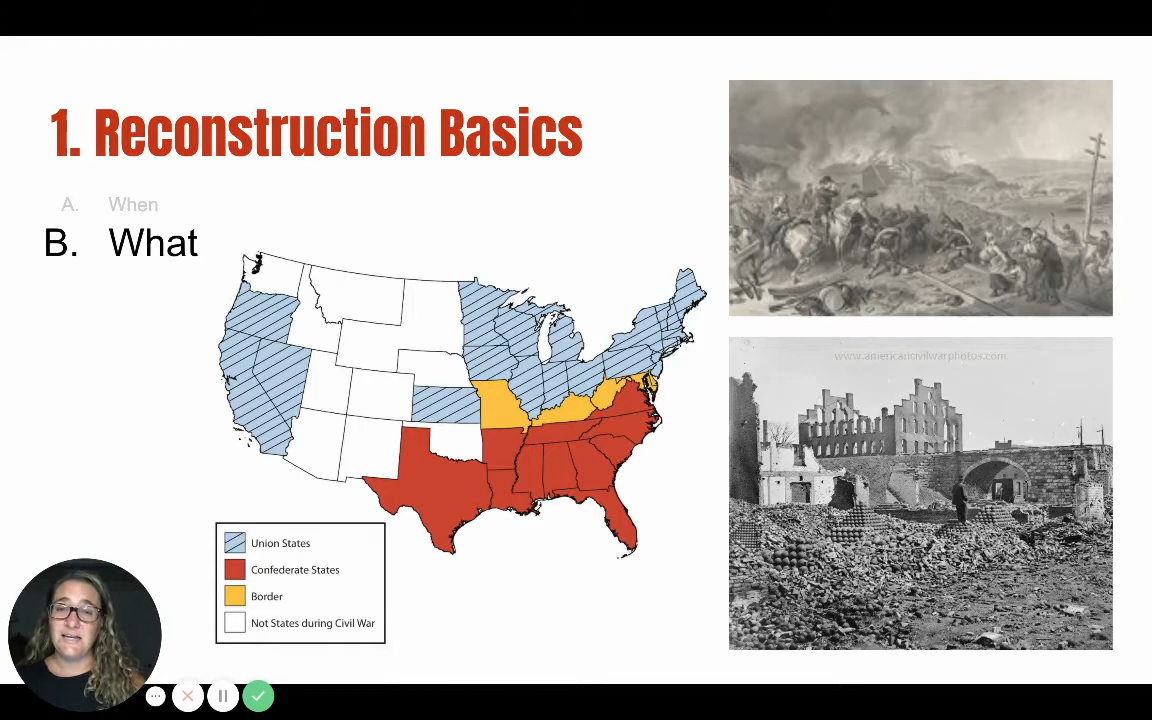 1. Reconstruction Basics
A. When
B. What
www.americancivilwarphotos.com
Union States
Confederate States
Border
Not States during Civil War